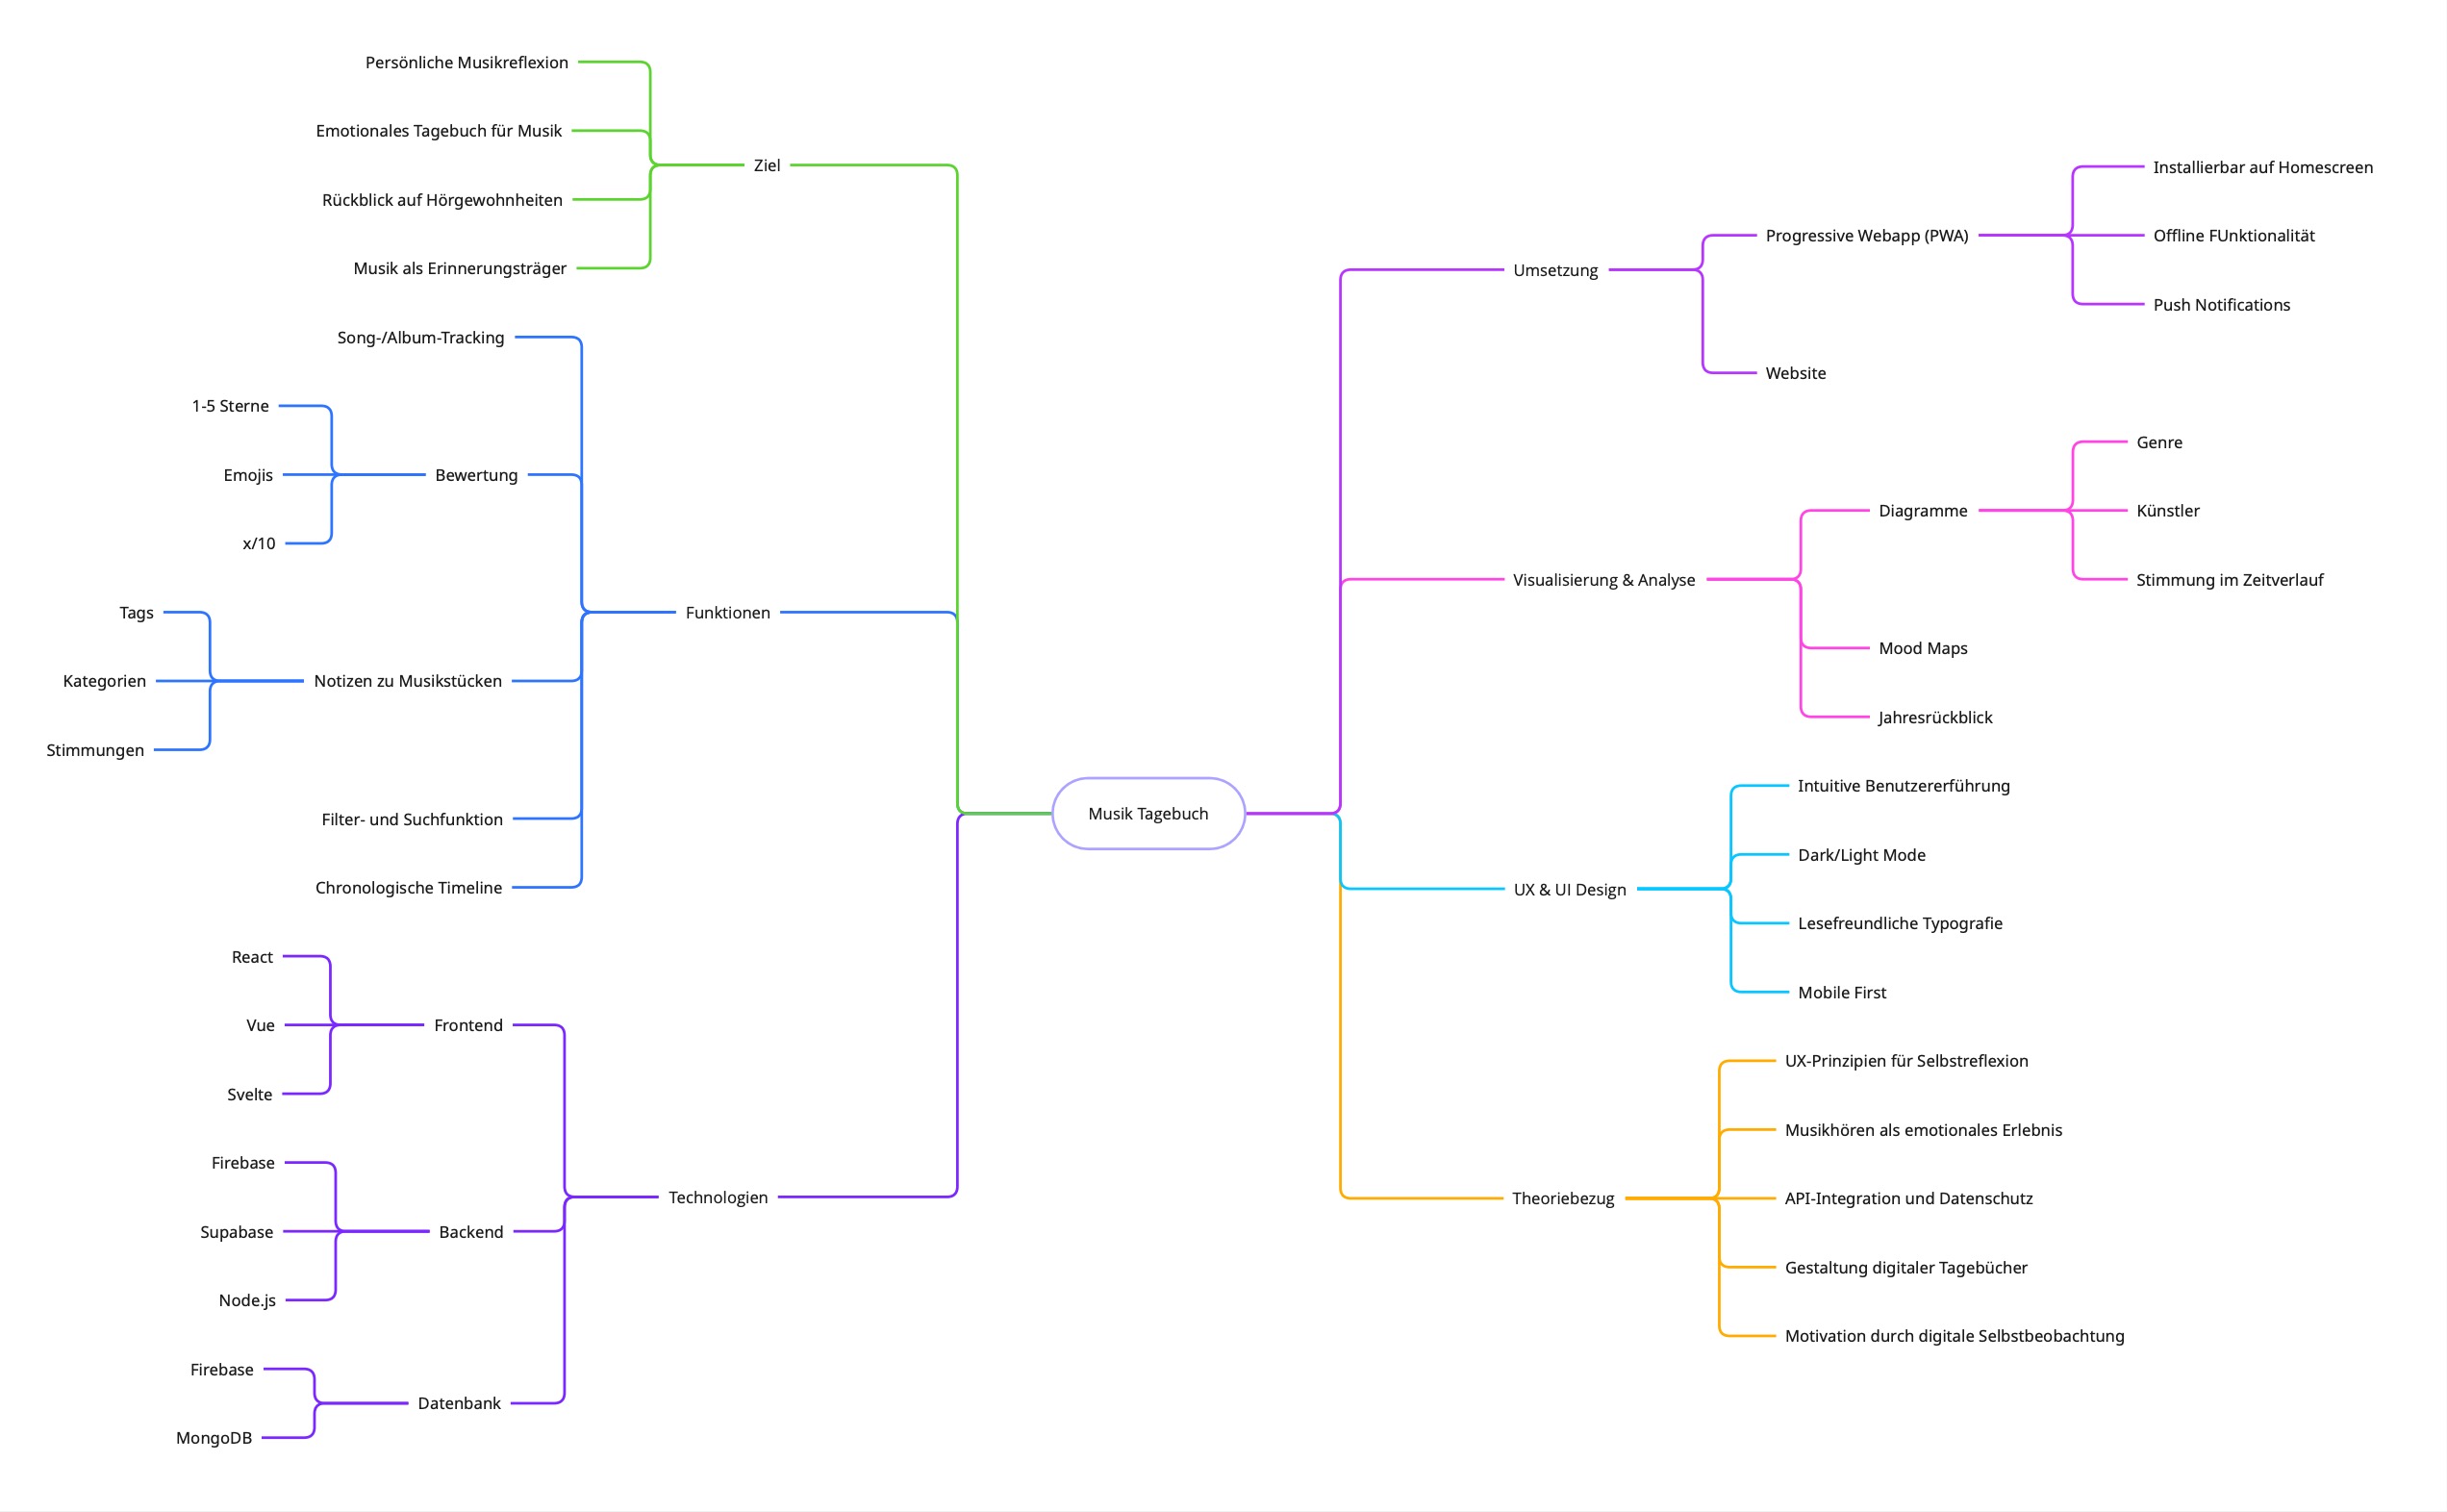 Persönliche Musikreflexion
Emotionales Tagebuch für Musik
Rückblick auf Hörgewohnheiten
Musik als Erinnerungsträger
Ziel
Song-/Album-Tracking
1-5 Sterne
Emojis
x/10
Bewertung
Tags
Kategorien
Stimmungen
Notizen zu Musikstücken
Filter- und Suchfunktion
Chronologische Timeline
Funktionen
React
Vue
Svelte
Frontend
Firebase
Supabase
Node.js
Backend
Firebase
MongoDB
Datenbank
Technologien
Musik Tagebuch
Umsetzung
Progressive Webapp (PWA)
Installierbar auf Homescreen
Offline FUnktionalität
Push Notifications
Website
Visualisierung & Analyse
Diagramme
Genre
Künstler
Stimmung im Zeitverlauf
Mood Maps
Jahresrückblick
UX & UI Design
Intuitive Benutzererführung
Dark/Light Mode
Lesefreundliche Typografie
Mobile First
Theoriebezug
UX-Prinzipien für Selbstreflexion
Musikhören als emotionales Erlebnis
API-Integration und Datenschutz
Gestaltung digitaler Tagebücher
Motivation durch digitale Selbstbeobachtung